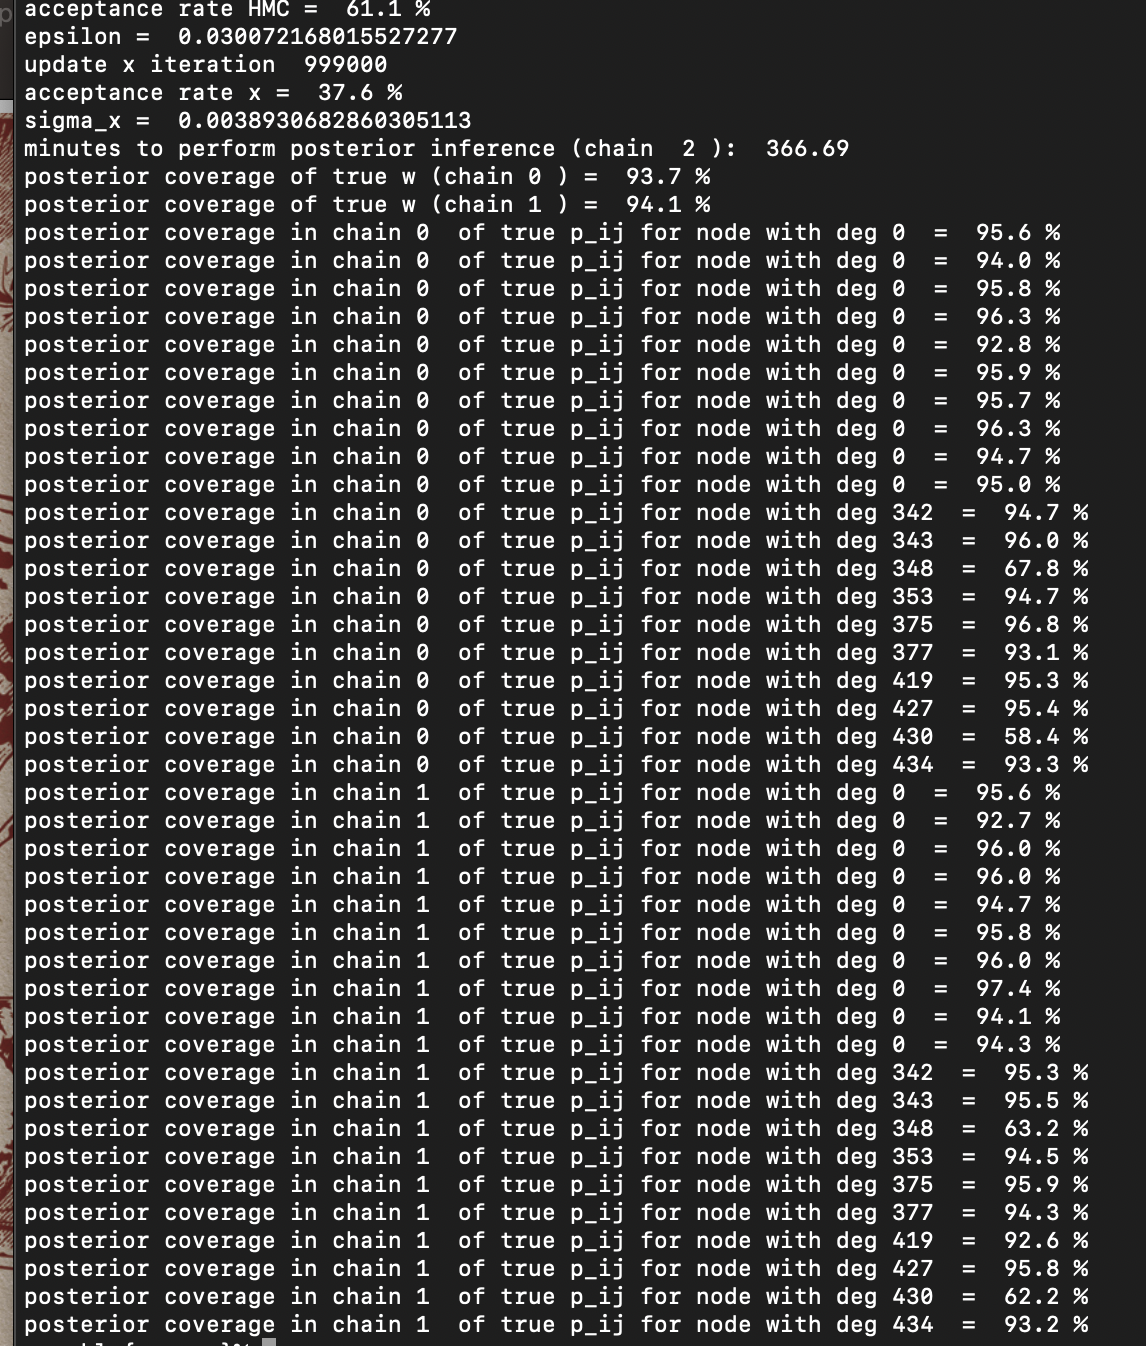 acceptance rate HMC =  61.1 %
epsilon =  0.030072168015527277
update x iteration  999000
acceptance rate x =  37.6 %
sigma_x =  0.0038930682860305113
minutes to perform posterior inference (chain  2 ):  366.69
posterior coverage of true w (chain 0 ) =  93.7 %
posterior coverage of true w (chain 1 ) =  94.1 %
posterior coverage in chain 0  of true p_ij for node with deg 0  =  95.6 %
posterior coverage in chain 0  of true p_ij for node with deg 0  =  94.0 %
posterior coverage in chain 0  of true p_ij for node with deg 0  =  95.8 %
posterior coverage in chain 0  of true p_ij for node with deg 0  =  96.3 %
posterior coverage in chain 0  of true p_ij for node with deg 0  =  92.8 %
posterior coverage in chain 0  of true p_ij for node with deg 0  =  95.9 %
posterior coverage in chain 0  of true p_ij for node with deg 0  =  95.7 %
posterior coverage in chain 0  of true p_ij for node with deg 0  =  96.3 %
posterior coverage in chain 0  of true p_ij for node with deg 0  =  94.7 %
posterior coverage in chain 0  of true p_ij for node with deg 0  =  95.0 %
posterior coverage in chain 0  of true p_ij for node with deg 342  =  94.7 %
posterior coverage in chain 0  of true p_ij for node with deg 343  =  96.0 %
posterior coverage in chain 0  of true p_ij for node with deg 348  =  67.8 %
posterior coverage in chain 0  of true p_ij for node with deg 353  =  94.7 %
posterior coverage in chain 0  of true p_ij for node with deg 375  =  96.8 %
posterior coverage in chain 0  of true p_ij for node with deg 377  =  93.1 %
posterior coverage in chain 0  of true p_ij for node with deg 419  =  95.3 %
posterior coverage in chain 0  of true p_ij for node with deg 427  =  95.4 %
posterior coverage in chain 0  of true p_ij for node with deg 430  =  58.4 %
posterior coverage in chain 0  of true p_ij for node with deg 434  =  93.3 %
posterior coverage in chain 1  of true p_ij for node with deg 0  =  95.6 %
posterior coverage in chain 1  of true p_ij for node with deg 0  =  92.7 %
posterior coverage in chain 1  of true p_ij for node with deg 0  =  96.0 %
posterior coverage in chain 1  of true p_ij for node with deg 0  =  96.0 %
posterior coverage in chain 1  of true p_ij for node with deg 0  =  94.7 %
posterior coverage in chain 1  of true p_ij for node with deg 0  =  95.8 %
posterior coverage in chain 1  of true p_ij for node with deg 0  =  96.0 %
posterior coverage in chain 1  of true p_ij for node with deg 0  =  97.4 %
posterior coverage in chain 1  of true p_ij for node with deg 0  =  94.1 %
posterior coverage in chain 1  of true p_ij for node with deg 0  =  94.3 %
posterior coverage in chain 1  of true p_ij for node with deg 342  =  95.3 %
posterior coverage in chain 1  of true p_ij for node with deg 343  =  95.5 %
posterior coverage in chain 1  of true p_ij for node with deg 348  =  63.2 %
posterior coverage in chain 1  of true p_ij for node with deg 353  =  94.5 %
posterior coverage in chain 1  of true p_ij for node with deg 375  =  95.9 %
posterior coverage in chain 1  of true p_ij for node with deg 377  =  94.3 %
posterior coverage in chain 1  of true p_ij for node with deg 419  =  92.6 %
posterior coverage in chain 1  of true p_ij for node with deg 427  =  95.8 %
posterior coverage in chain 1  of true p_ij for node with deg 430  =  62.2 %
posterior coverage in chain 1  of true p_ij for node with deg 434  =  93.2 %